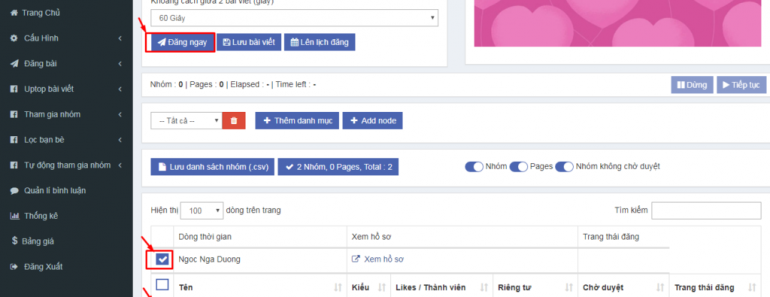 Khoảng cách giữa 2 bài viết (giây)
60 Giây
Đăng ngay Lưu bài viết Lên lịch đăng
Trang Chủ
Cấu Hình
Đăng bài
Uptop bài viết
Tham gia nhóm
Lọc bạn bè
Tự động tham gia nhóm
Quản lí bình luận
Thống kê
Bảng giá
Đăng Xuất
Nhóm : 0 | Pages : 0 | Elapsed : - | Time left : -
Dừng Tiếp tục
-- Tất cả -- Thêm danh mục Add node
Lưu danh sách nhóm (.csv) 2 Nhóm, 0 Pages, Total : 2 Nhóm Pages Nhóm không chờ duyệt
Hiện thị 100 dòng trên trang Tìm kiếm
Dòng thời gian Xem hồ sơ Trang thái đăng
Ngọc Nga Duong Xem hồ sơ
Tên Kiểu Likes / Thành viên Riêng tư Chờ duyệt Trang thái đăng